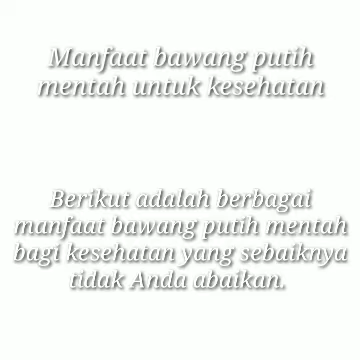 Manfaat bawang putih
mentah untuk kesehatan
Berikut adalah berbagai
manfaat bawang putih mentah
bagi kesehatan yang sebaiknya
tidak Anda abaikan.